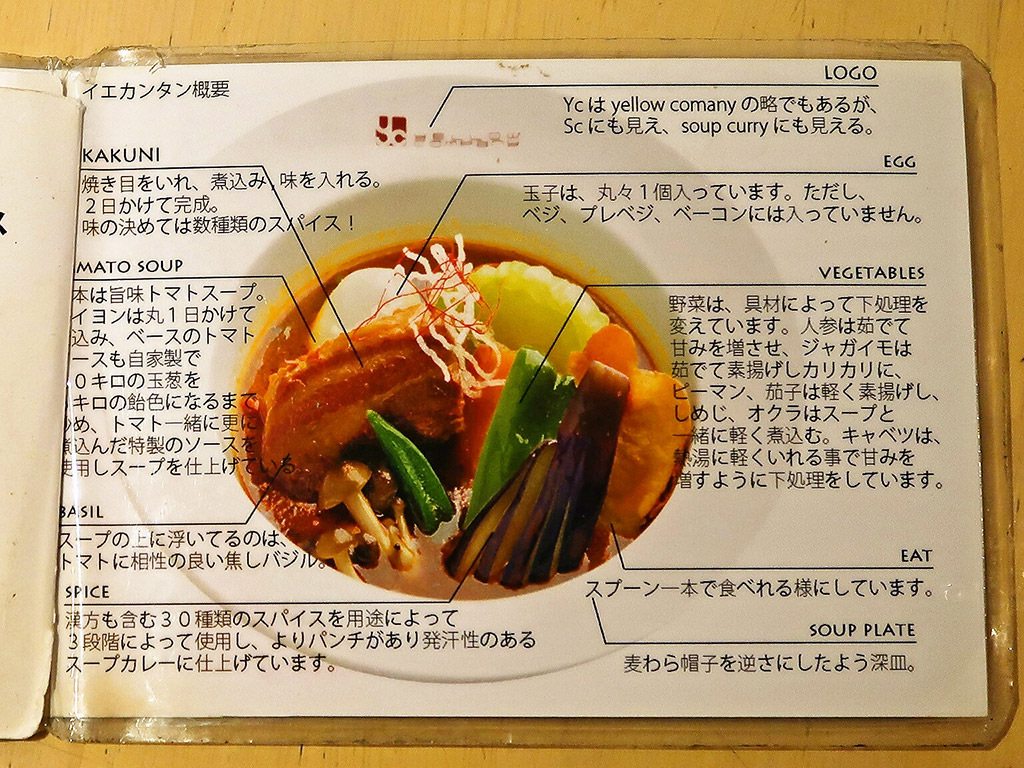 イエカンタン概要
LOGO
Ycは yellow comany の略でもあるが、
Scにも見え、soup curryにも見える。
KAKUNI
焼き目をいれ、煮込み,味を入れる。
２日かけて完成。
味の決めては数種類のスパイス！
EGG
玉子は、丸々１個入っています。ただし、
ベジ、プレベジ、ベーコンには入っていません。
MATO SOUP
本は旨味トマトスープ。
イヨンは丸１日かけて
込み、ベースのトマト
ースも自家製で
０キロの玉葱を
キロの飴色になるまで
め、トマト一緒に更に
煮込んだ特製のソースを
使用しスープを仕上げている。
VEGETABLES
野菜は、具材によって下処理を
変えています。人参は茹でて
甘みを増させ、ジャガイモは
茹でて素揚げしカリカリに、
ピーマン、茄子は軽く素揚げし、
しめじ、オクラはスープと
一緒に軽く煮込む。キャベツは、
熱湯に軽くいれる事で甘みを
増すように下処理をしています。
BASIL
スープの上に浮いてるのは、
トマトに相性の良い焦しバジル。
EAT
スプーン一本で食べれる様にしています。
SPICE
漢方も含む３０種類のスパイスを用途によって
３段階によって使用し、よりパンチがあり発汗性のある
スープカレーに仕上げています。
SOUP PLATE
麦わら帽子を逆さにしたよう深皿。